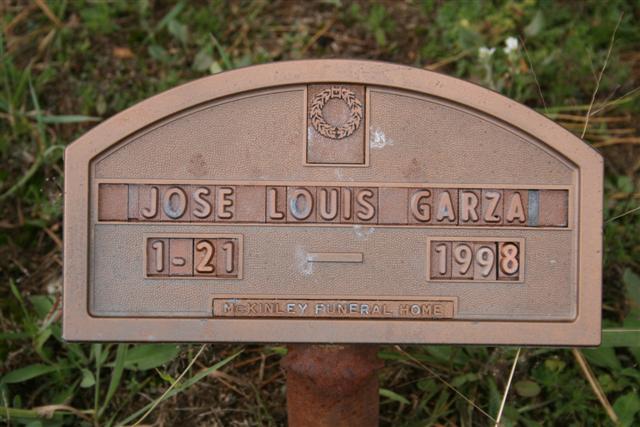 JOSE LOUIS GARZA
1-21 — 1998
McKINLEY FUNERAL HOME